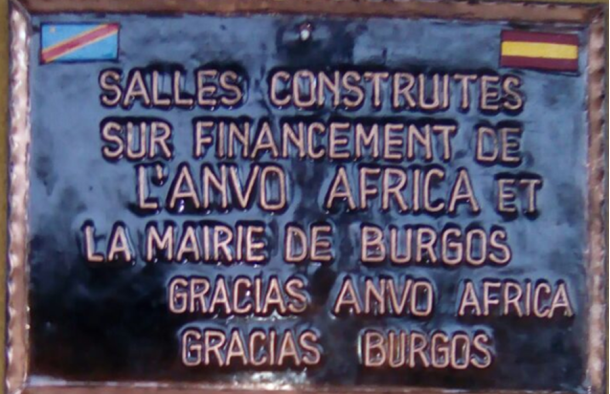 SALLES CONSTRUITES
SUR FINANCEMENT DE
L'ANVO AFRICA ET
LA MAIRIE DE BURGOS
GRACIAS ANVO AFRICA
GRACIAS BURGOS